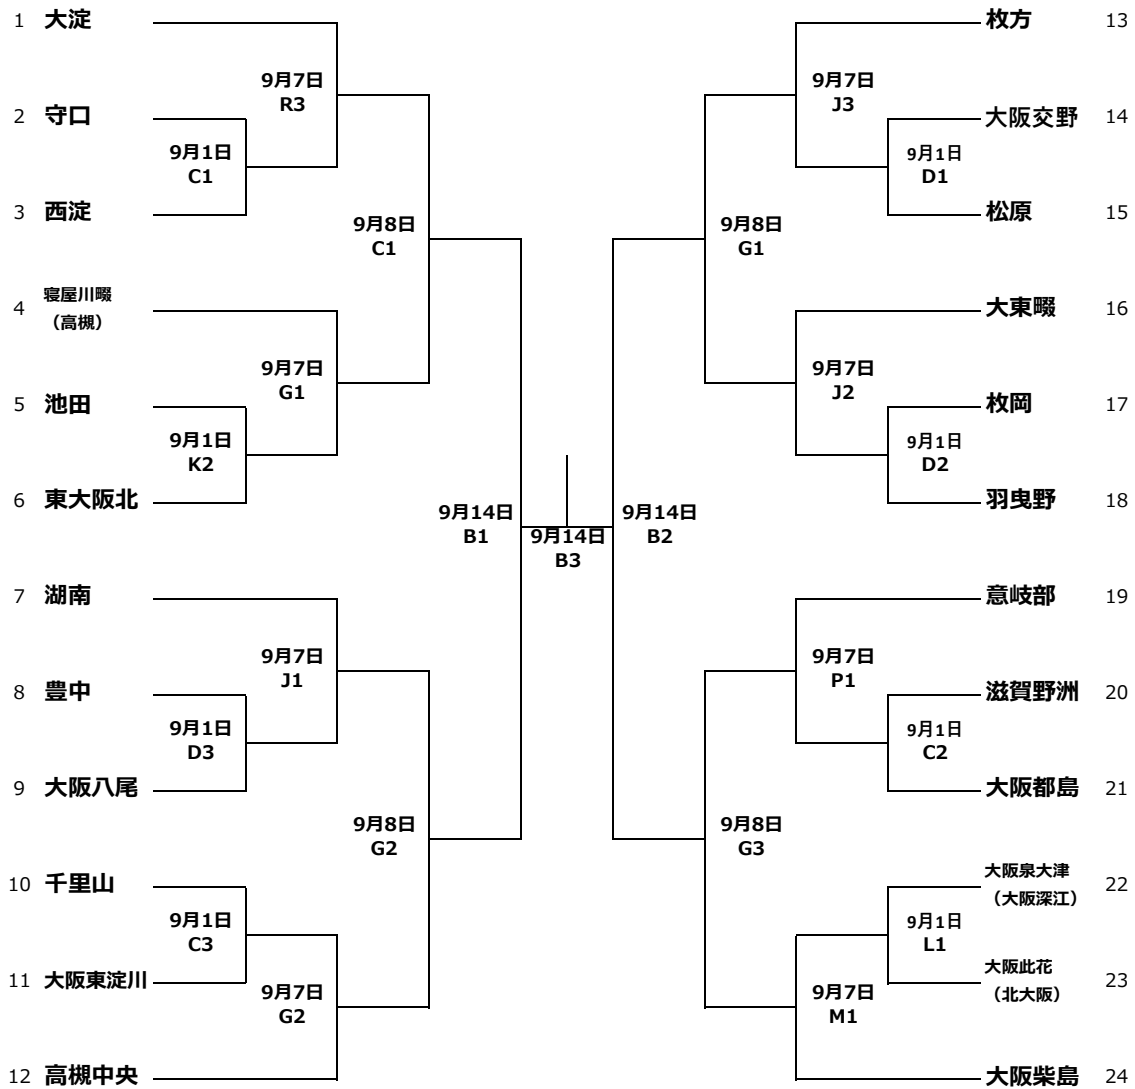 1 大淀
9月7日
R3
2 守口
9月1日
C1
3 西淀
9月8日
C1
4 寝屋川畷
（高槻）
9月7日
G1
5 池田
9月1日
K2
6 東大阪北
9月14日
B1
7 湖南
9月7日
J1
8 豊中
9月1日
D3
9 大阪八尾
9月8日
G2
10 千里山
9月1日
C3
11 大阪東淀川
9月7日
G2
12 高槻中央
9月14日
B3
枚方 13
9月7日
J3
大阪交野 14
9月1日
D1
松原 15
9月8日
G1
大東畷 16
9月7日
J2
枚岡 17
9月1日
D2
羽曳野 18
9月14日
B2
意岐部 19
9月7日
P1
滋賀野洲 20
9月1日
C2
大阪都島 21
9月8日
G3
大阪泉大津
（大阪深江） 22
9月1日
L1
大阪此花
（北大阪） 23
9月7日
M1
大阪柴島 24